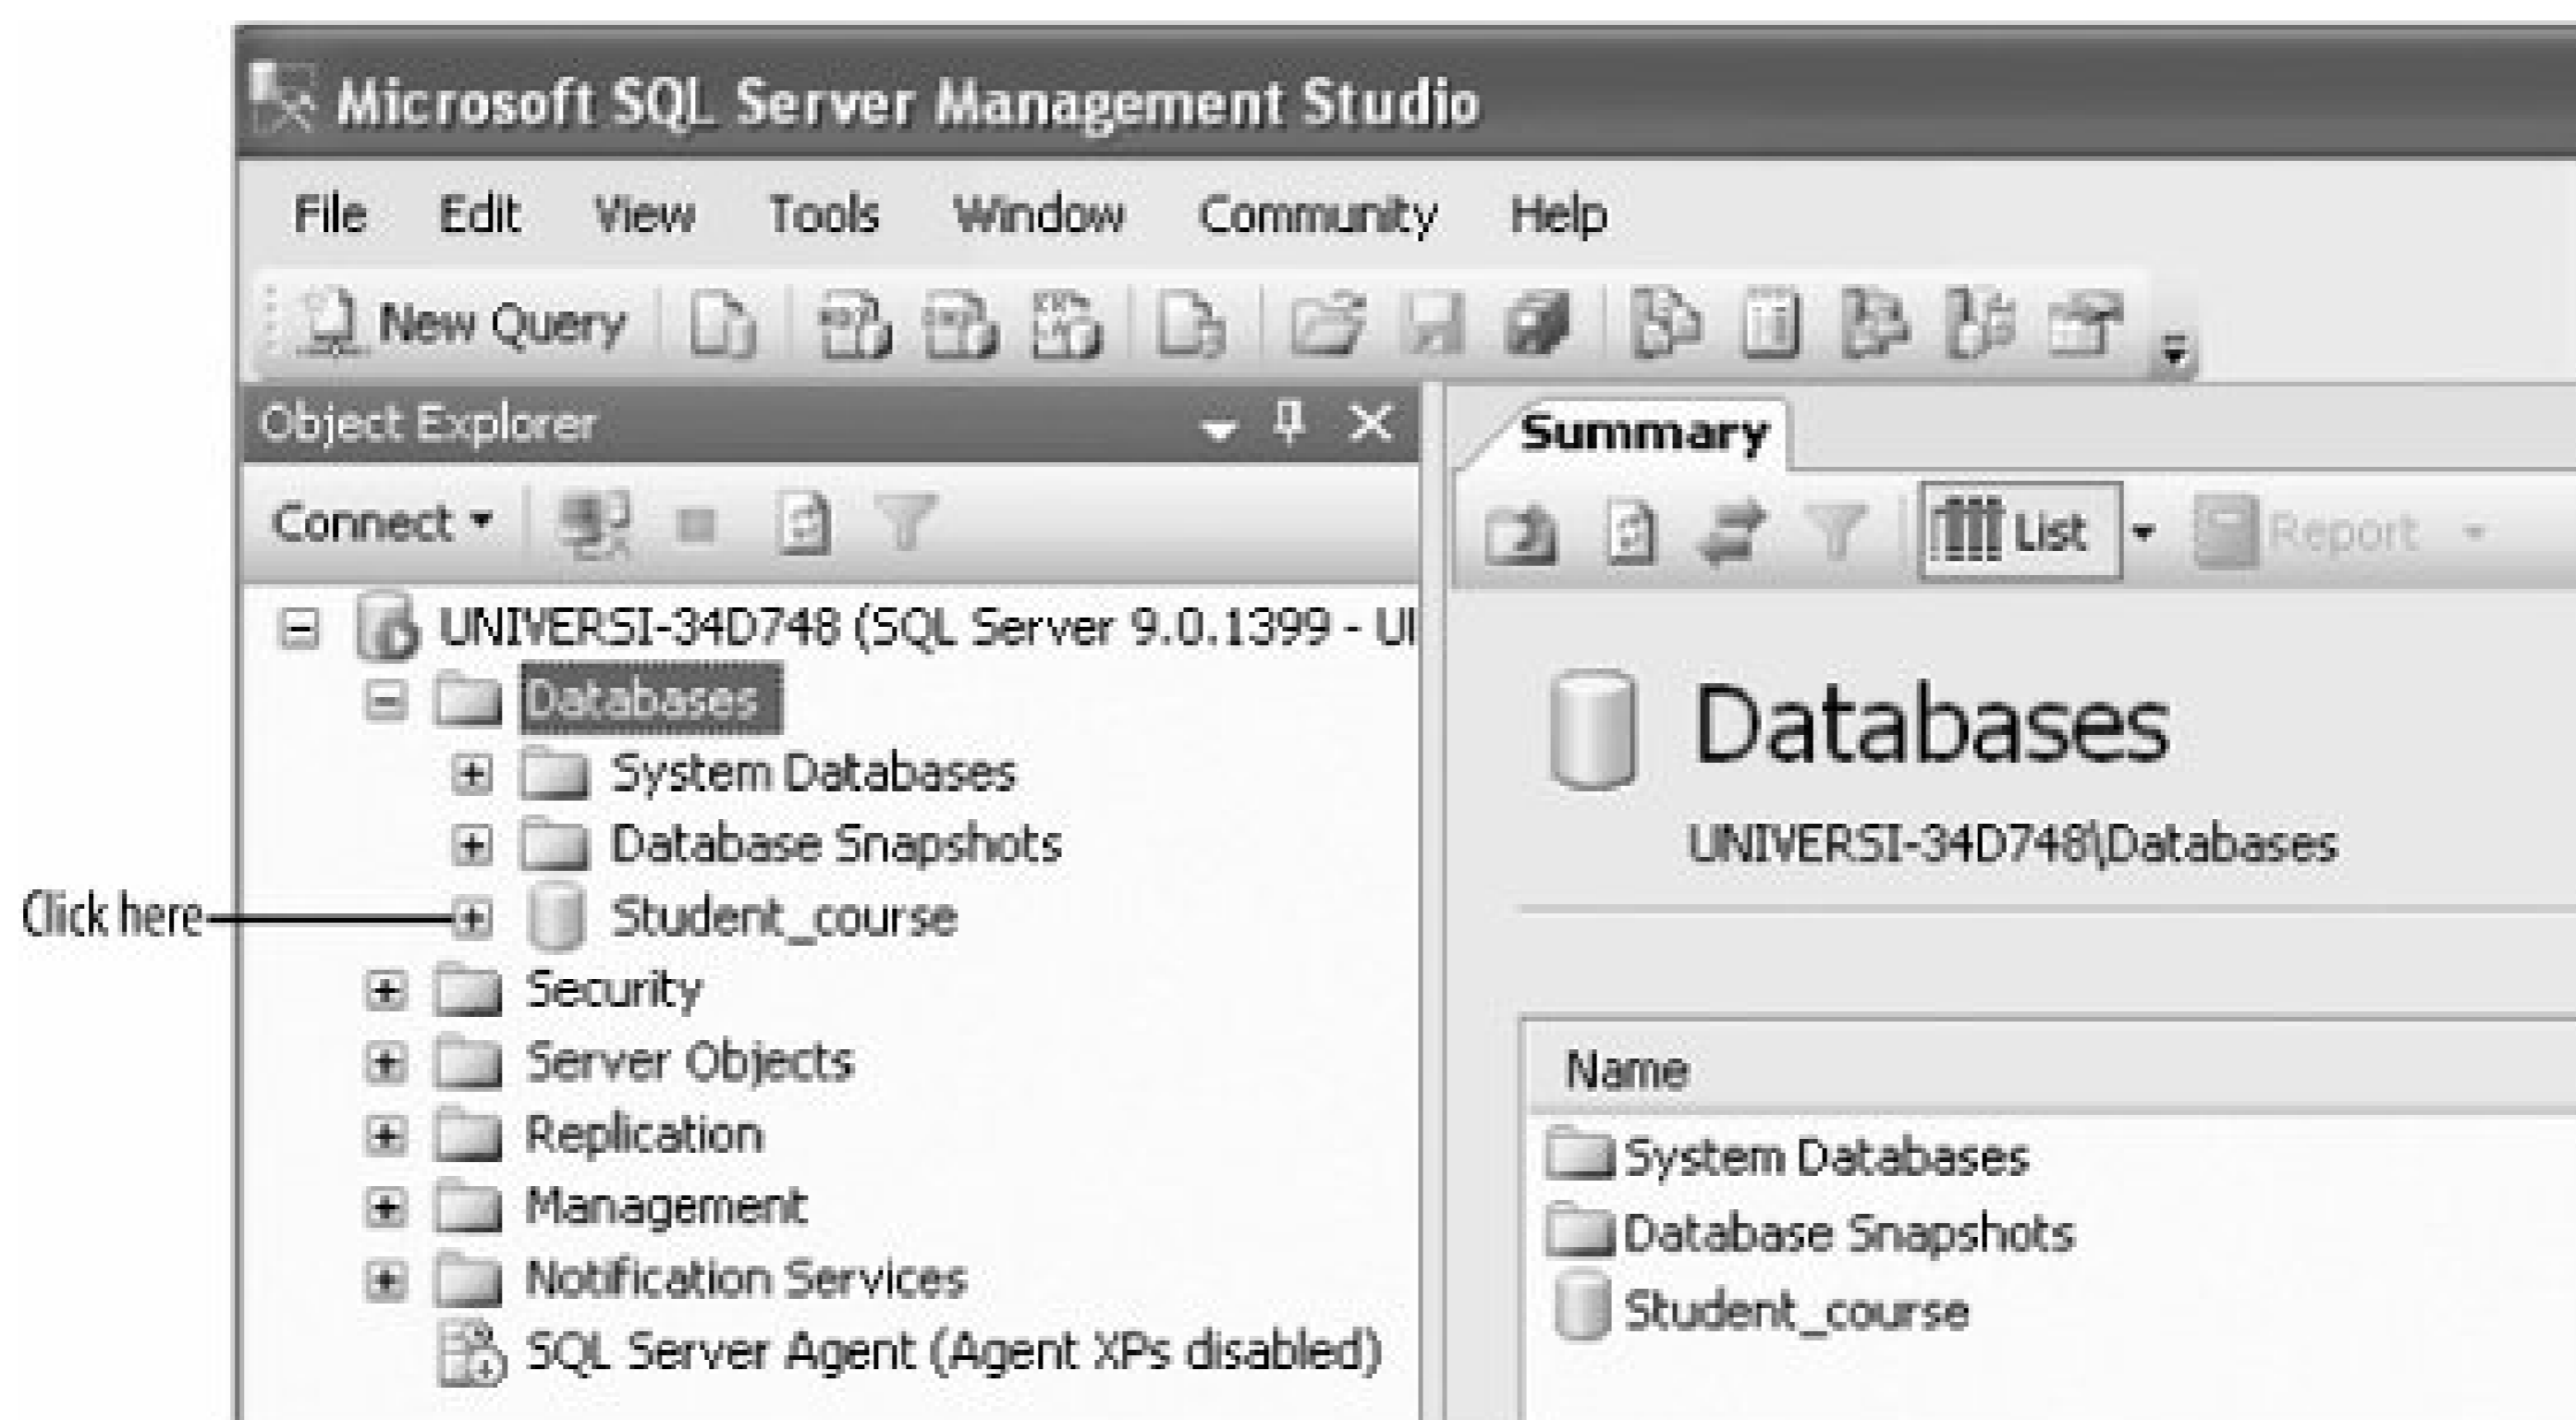 Microsoft SQL Server Management Studio
File Edit View Tools Window Community Help
New Query
Object Explorer
Connect
UNIVERSI-34D748 (SQL Server 9.0.1399 - UI
Databases
System Databases
Database Snapshots
Click here
Student_course
Security
Server Objects
Replication
Management
Notification Services
SQL Server Agent (Agent XPs disabled)
Summary
List Report
Databases
UNIVERSI-34D748\Databases
Name
System Databases
Database Snapshots
Student_course